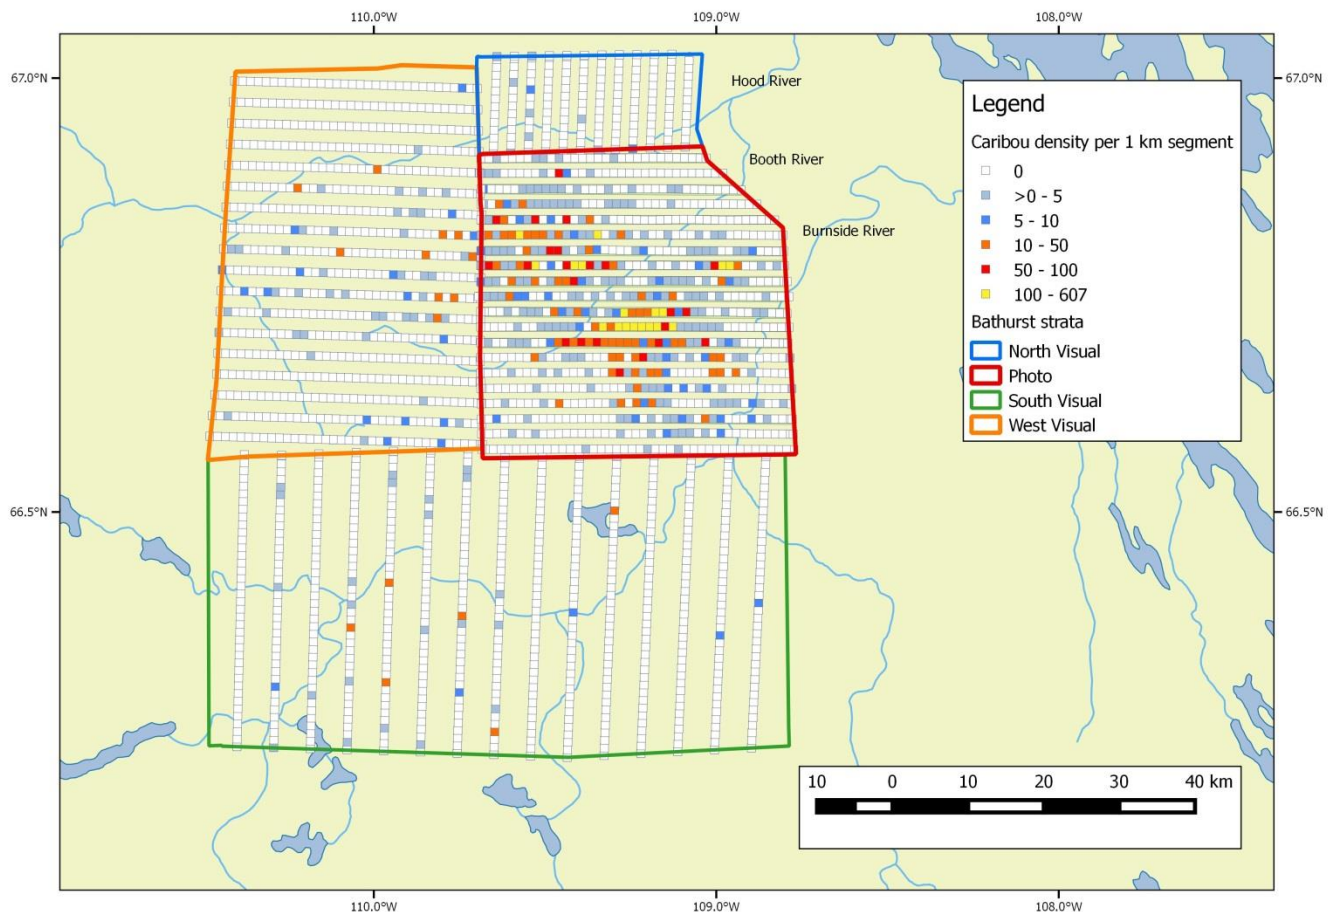 110.0°W 109.0°W 108.0°W
67.0°N 67.0°N
Hood River
Booth River
Burnside River
Legend
Caribou density per 1 km segment
0
>0 - 5
5 - 10
10 - 50
50 - 100
100 - 607
Bathurst strata
North Visual
Photo
South Visual
West Visual
66.5°N 66.5°N
10 0 10 20 30 40 km
110.0°W 109.0°W 108.0°W